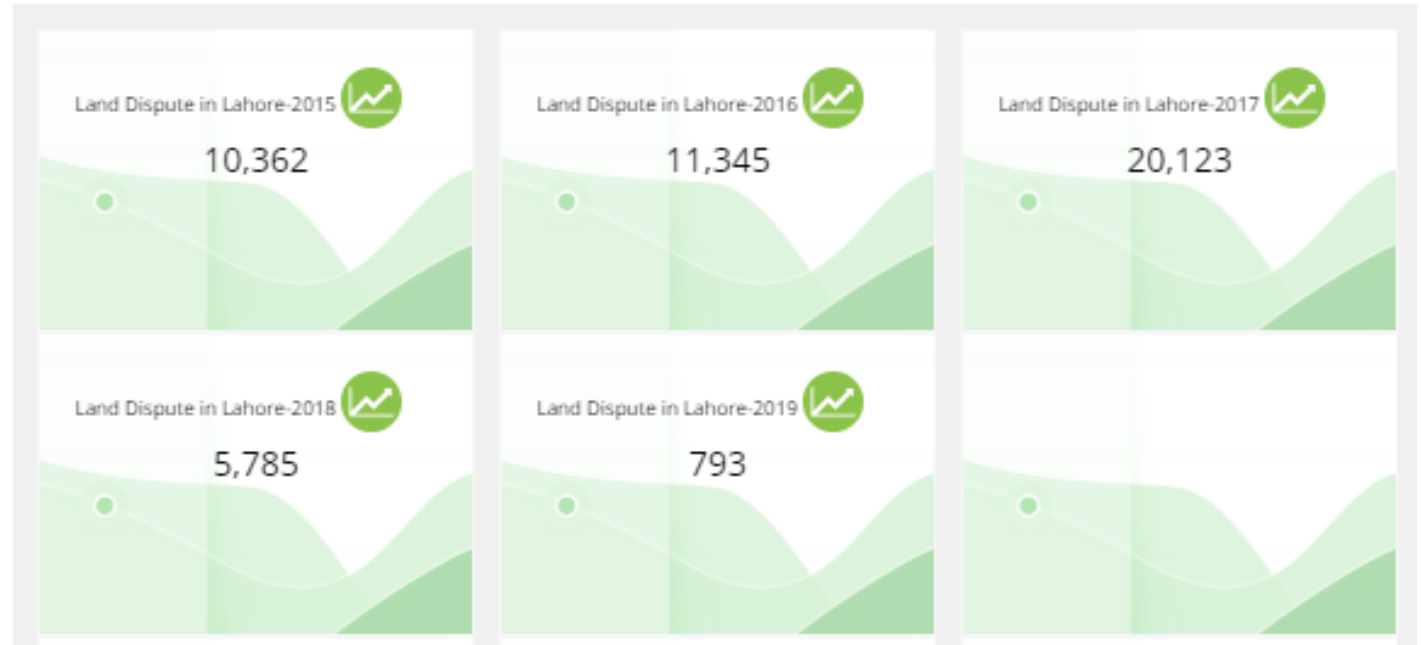 Land Dispute in Lahore-2015
10,362
Land Dispute in Lahore-2016
11,345
Land Dispute in Lahore-2017
20,123
Land Dispute in Lahore-2018
5,785
Land Dispute in Lahore-2019
793